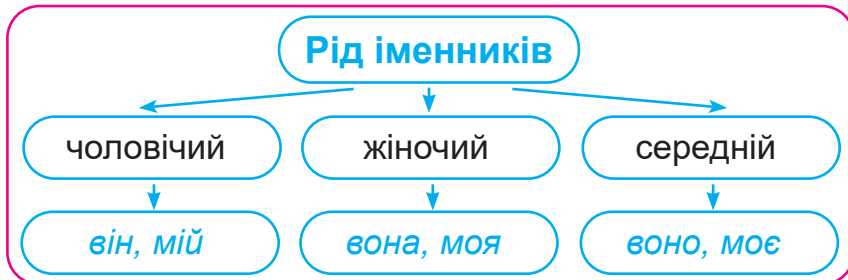 Рід іменників
чоловічий жіночий середній
він, мій вона, моя воно, моє